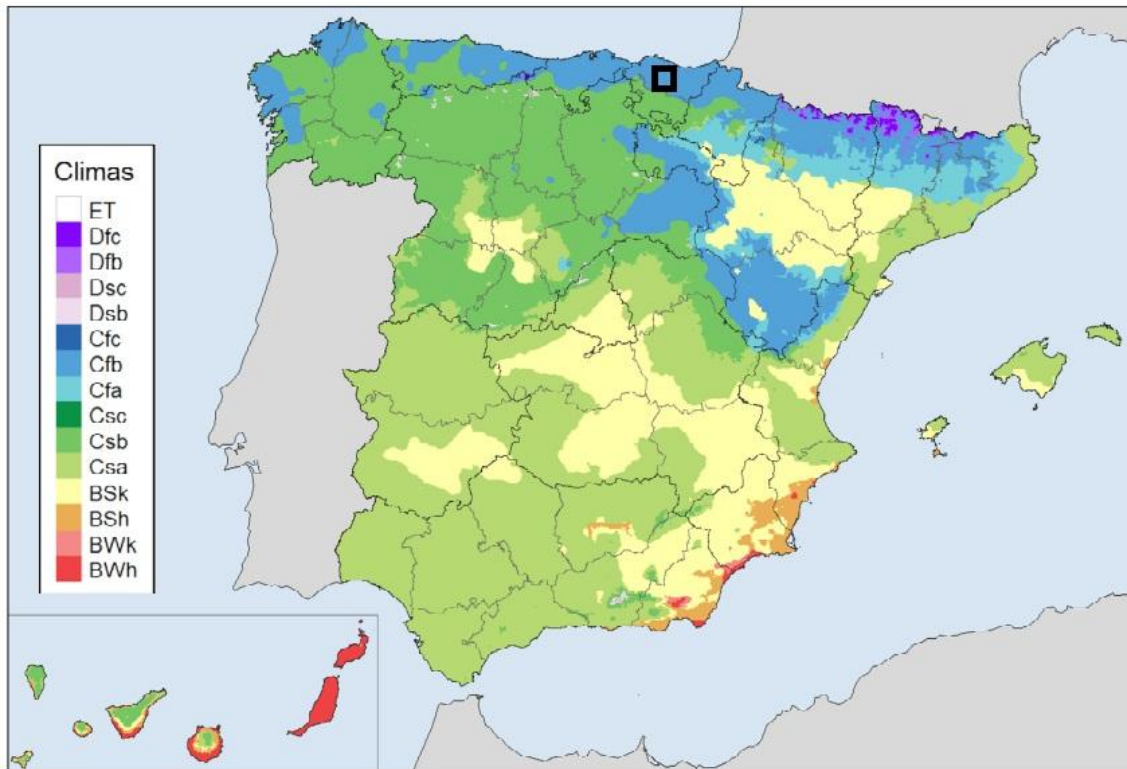 Climas
ET
Dfc
Dfb
Dsc
Dsb
Cfc
Cfb
Cfa
Csc
Csb
Csa
BSk
BSh
BWk
BWh